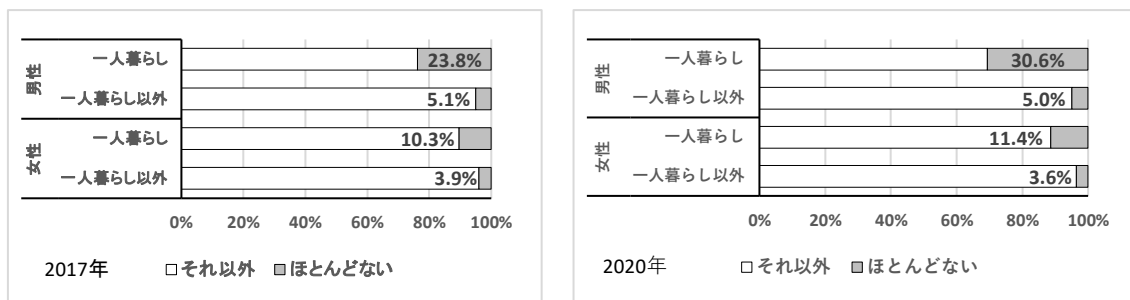 男性
一人暮らし 23.8%
一人暮らし以外 5.1%
女性
一人暮らし 10.3%
一人暮らし以外 3.9%
0% 20% 40% 60% 80% 100%
2017年 それ以外 ほとんどない
男性
一人暮らし 30.6%
一人暮らし以外 5.0%
女性
一人暮らし 11.4%
一人暮らし以外 3.6%
0% 20% 40% 60% 80% 100%
2020年 それ以外 ほとんどない